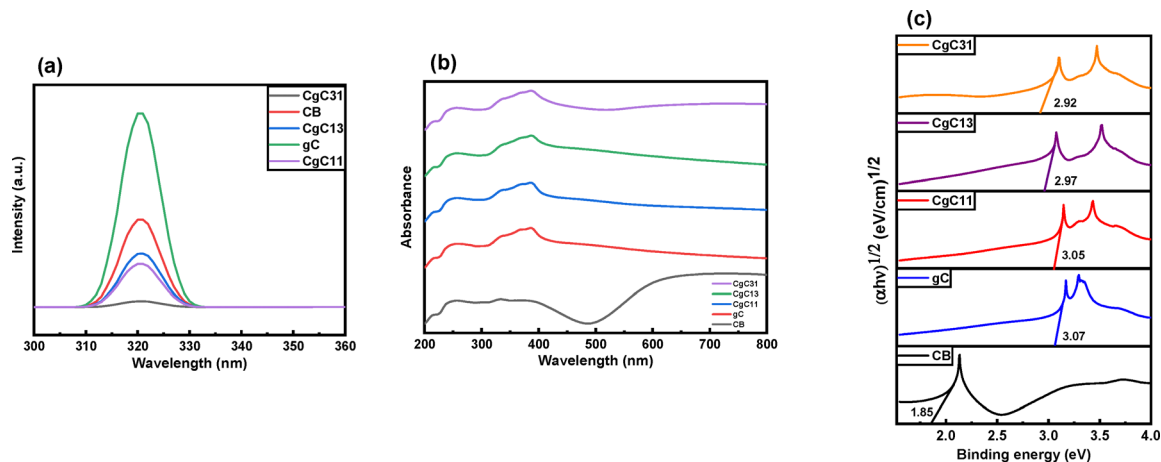 (a)
Intensity (a.u.)
CgC31
CB
CgC13
gC
CgC11
300 310 320 330 340 350 360
Wavelength (nm)
(b)
Absorbance
CgC31
CgC13
CgC11
gC
CB
200 300 400 500 600 700 800
Wavelength (nm)
(c)
(αhν)1/2 (eV/cm)1/2
CgC31
2.92
CgC13
2.97
CgC11
3.05
gC
3.07
CB
1.85
2.0 2.5 3.0 3.5 4.0
Binding energy (eV)